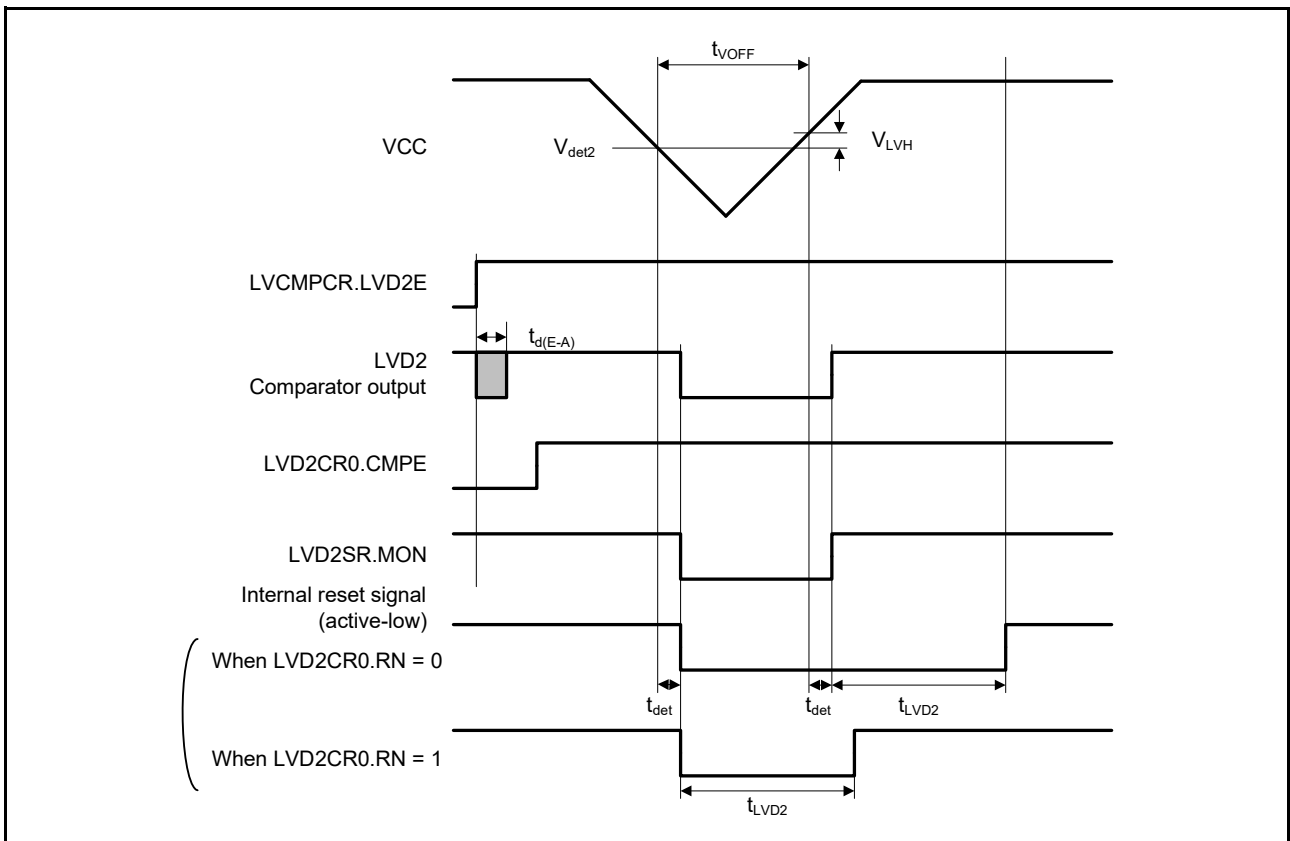 tVOFF
VCC
Vdet2
VLVH
LVCMPCR.LVD2E
td(E-A)
LVD2
Comparator output
LVD2CR0.CMPE
LVD2SR.MON
Internal reset signal
(active-low)
When LVD2CR0.RN = 0
tdet
tdet
tLVD2
When LVD2CR0.RN = 1
tLVD2